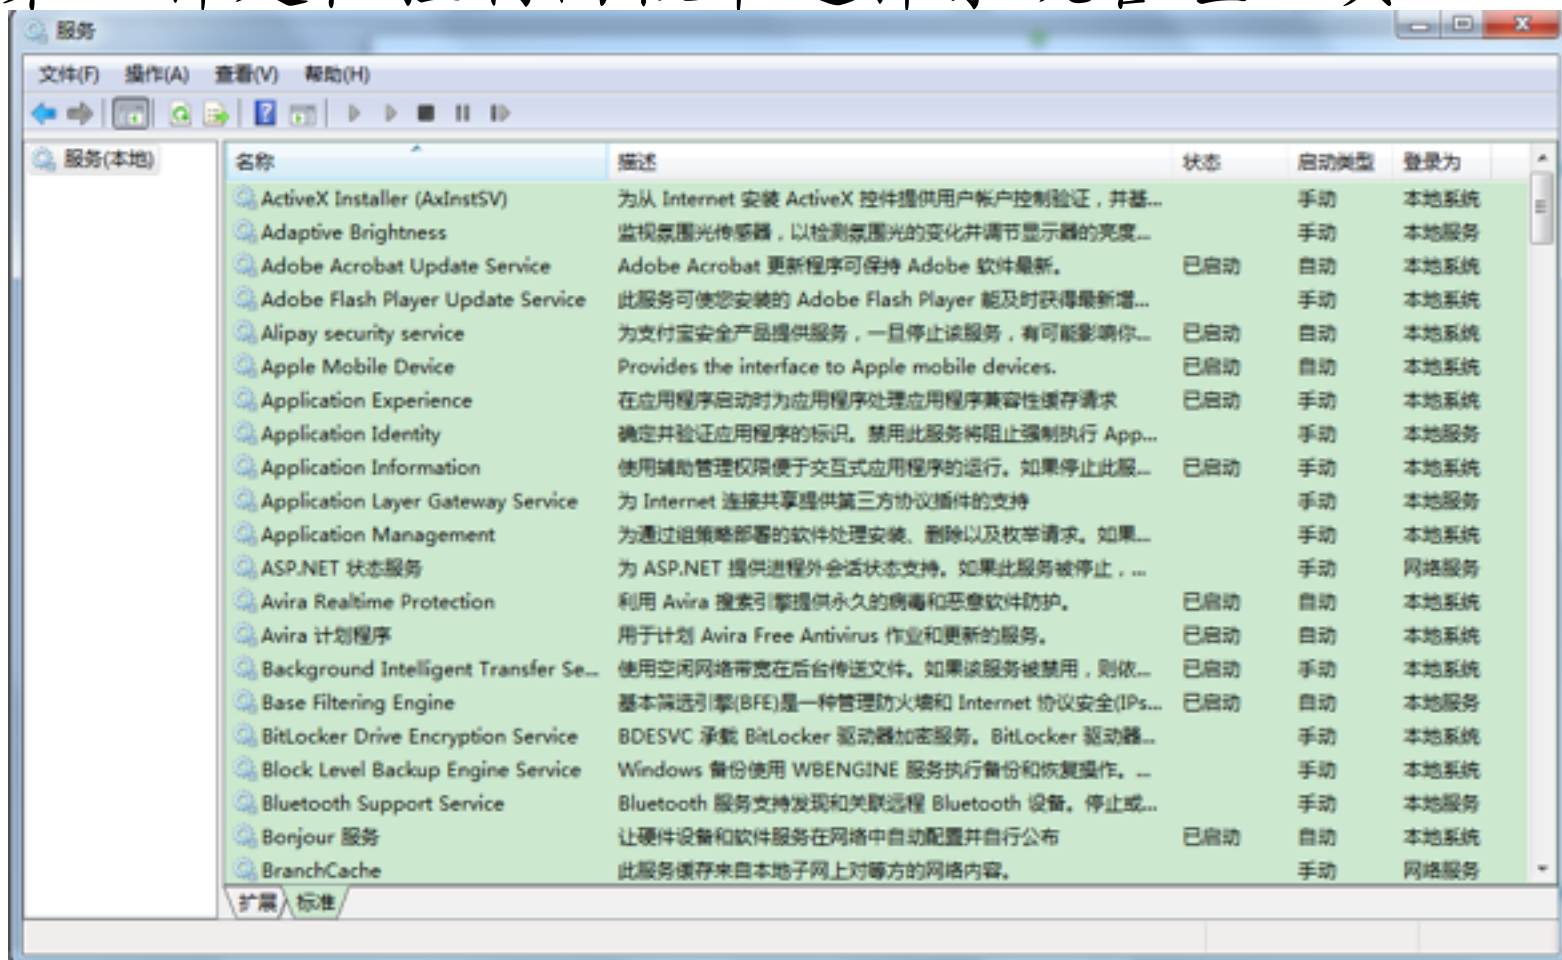 服务
文件(F) 操作(A) 查看(V) 帮助(H)
服务(本地)
名称 描述 状态 启动类型 登录为
ActiveX Installer (AxInstSV) 为从 Internet 安装 ActiveX 控件提供用户帐户控制验证，并基... 手动 本地系统
Adaptive Brightness 监视氛围光传感器，以检测氛围光的变化并调节显示器的亮度... 手动 本地服务
Adobe Acrobat Update Service Adobe Acrobat 更新程序可保持 Adobe 软件最新。 已启动 自动 本地系统
Adobe Flash Player Update Service 此服务可使您安装的 Adobe Flash Player 能及时获得最新增... 手动 本地系统
Alipay security service 为支付宝安全产品提供服务，一旦停止该服务，有可能影响你... 已启动 自动 本地系统
Apple Mobile Device Provides the interface to Apple mobile devices. 已启动 自动 本地系统
Application Experience 在应用程序启动时为应用程序处理应用程序兼容性缓存请求 已启动 手动 本地系统
Application Identity 确定并验证应用程序的标识。禁用此服务将阻止强制执行 App... 手动 本地服务
Application Information 使用辅助管理权限便于交互式应用程序的运行。如果停止此服... 已启动 手动 本地系统
Application Layer Gateway Service 为 Internet 连接共享提供第三方协议插件的支持 手动 本地服务
Application Management 为通过组策略部署的软件处理安装、删除以及枚举请求。如果... 手动 本地系统
ASP.NET 状态服务 为 ASP.NET 提供进程外会话状态支持。如果此服务被停止，... 手动 网络服务
Avira Realtime Protection 利用 Avira 搜索引擎提供永久的病毒和恶意软件防护。 已启动 自动 本地系统
Avira 计划程序 用于计划 Avira Free Antivirus 作业和更新的服务。 已启动 自动 本地系统
Background Intelligent Transfer Se... 使用空闲网络带宽在后台传送文件。如果该服务被禁用，则依... 已启动 手动 本地系统
Base Filtering Engine 基本筛选引擎(BFE)是一种管理防火墙和 Internet 协议安全(IPs... 已启动 自动 本地服务
BitLocker Drive Encryption Service BDESVC 承载 BitLocker 驱动器加密服务。BitLocker 驱动器... 手动 本地系统
Block Level Backup Engine Service Windows 备份使用 WBENGINE 服务执行备份和恢复操作。... 手动 本地系统
Bluetooth Support Service Bluetooth 服务支持发现和关联远程 Bluetooth 设备。停止或... 手动 本地服务
Bonjour 服务 让硬件设备和软件服务在网络中自动配置并自行公布 已启动 自动 本地系统
BranchCache 此服务缓存来自本地子网上对等方的网络内容。 手动 网络服务
扩展 标准